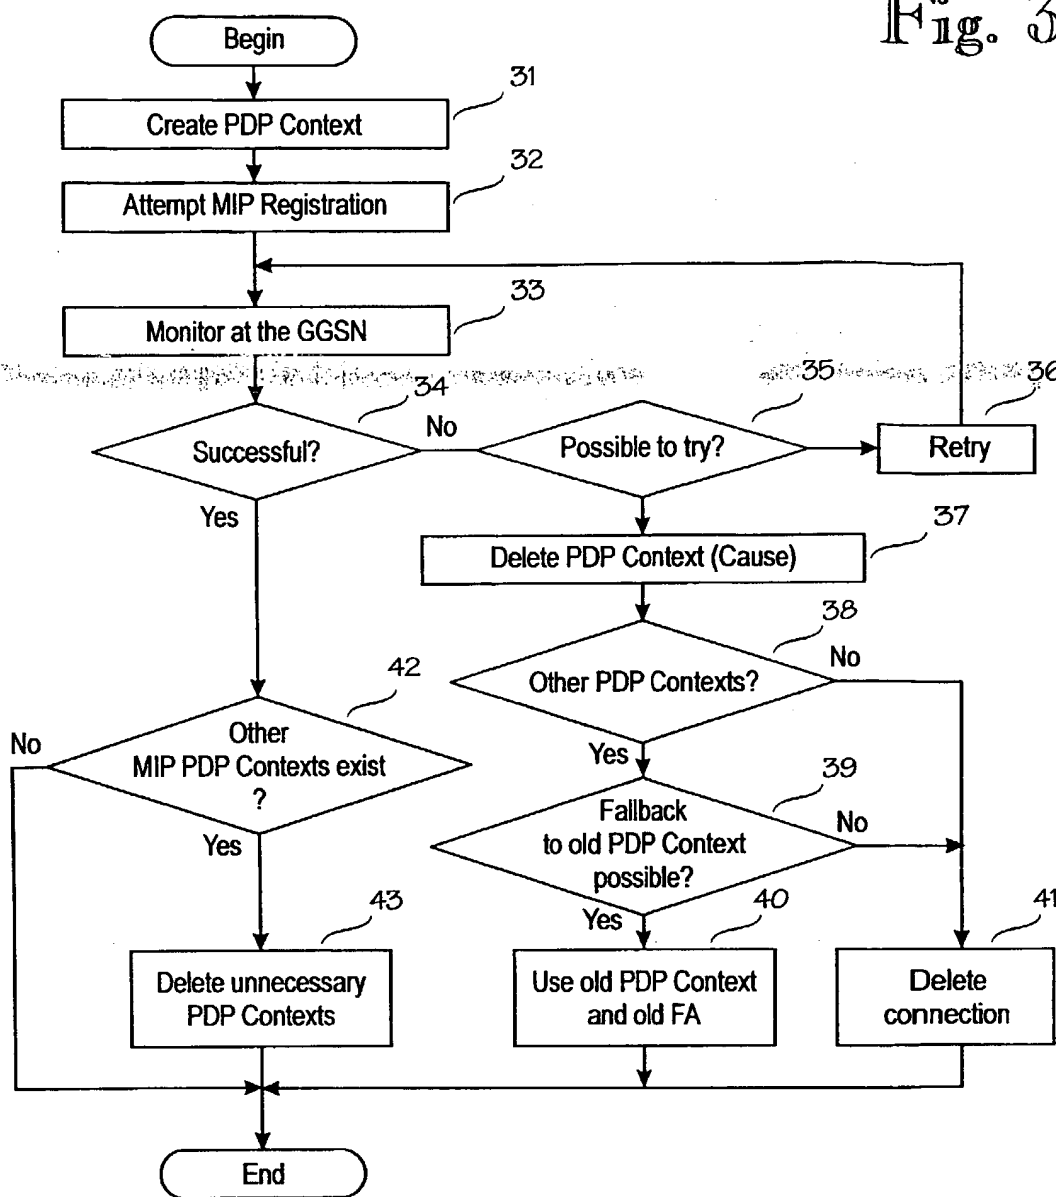 Fig. 3
Begin
31
Create PDP Context
32
Attempt MIP Registration
33
Monitor at the GGSN
34
Successful?
No
35
Possible to try?
36
Retry
Yes
37
Delete PDP Context (Cause)
38
Other PDP Contexts?
No
42
Other
MIP PDP Contexts exist
?
No
Yes
Yes
39
Fallback
to old PDP Context
possible?
No
Yes
43
Delete unnecessary
PDP Contexts
40
Use old PDP Context
and old FA
41
Delete
connection
End